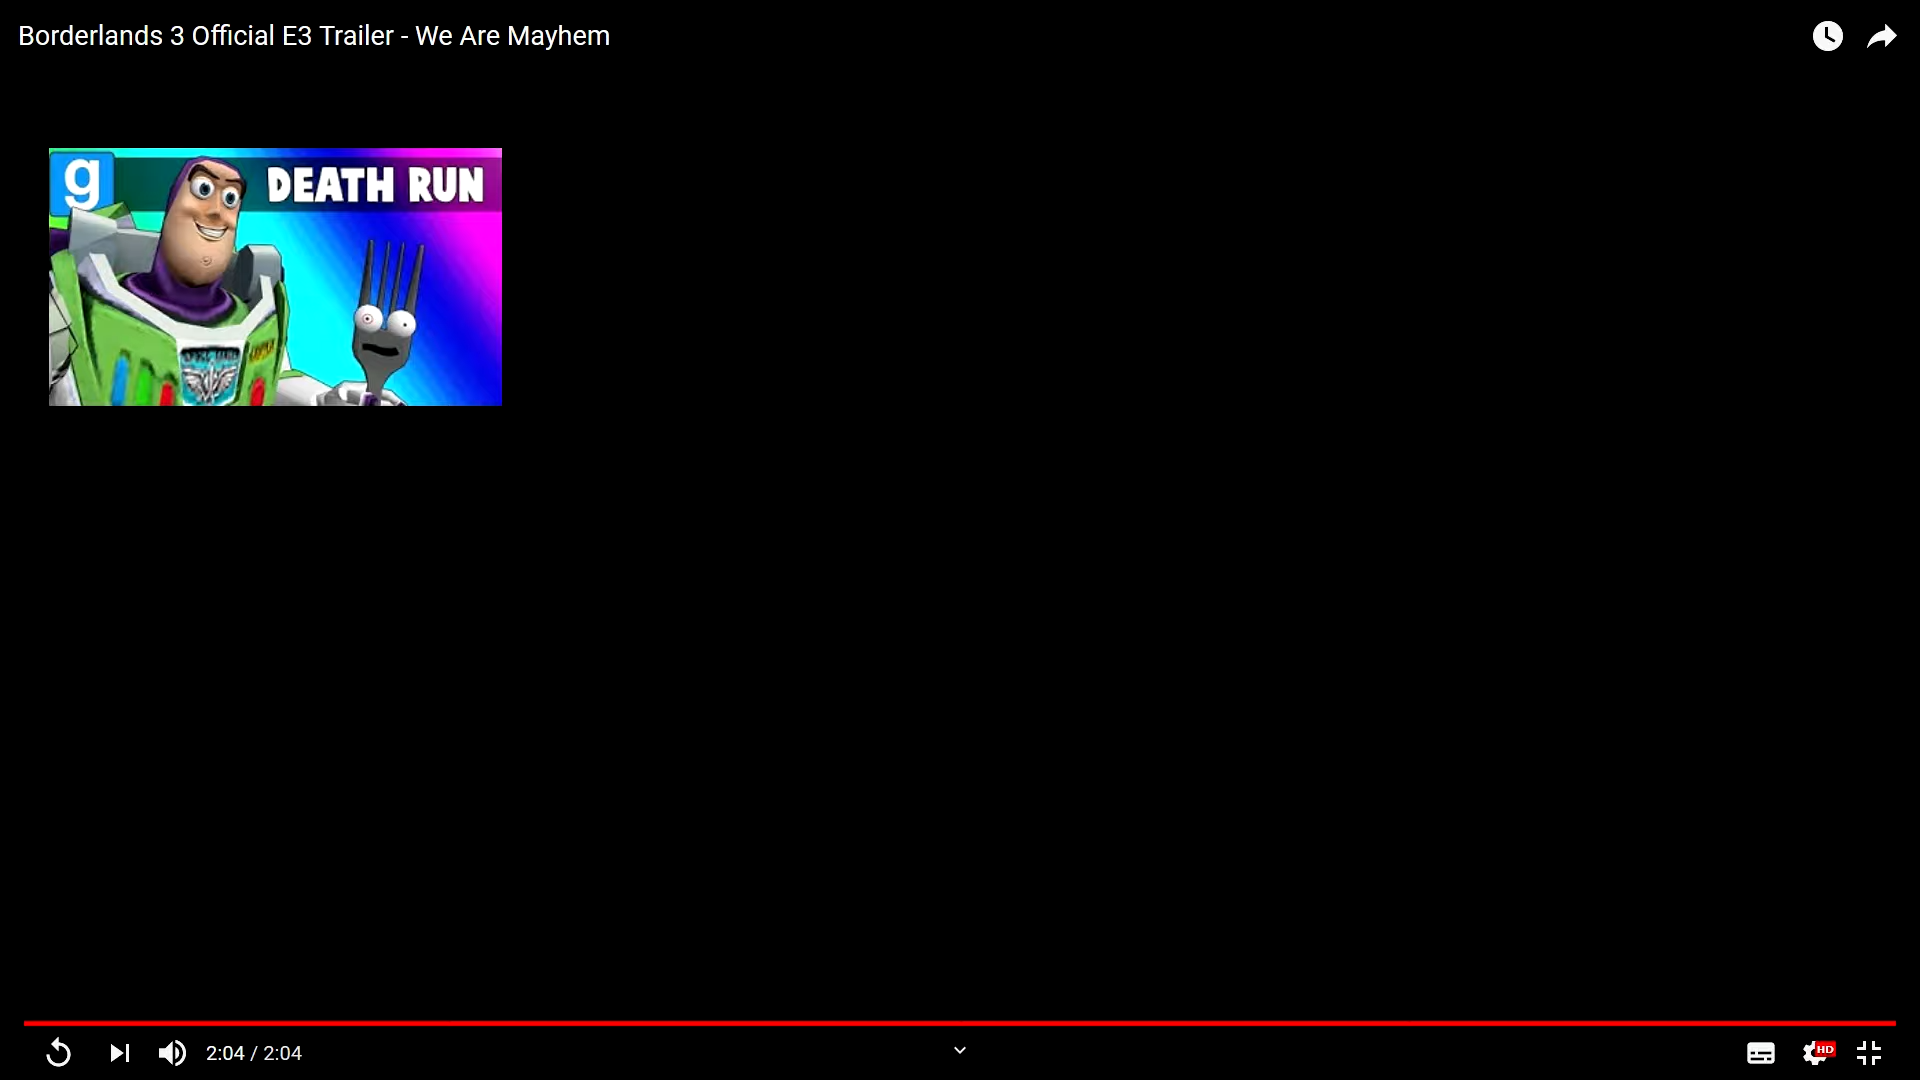 Borderlands 3 Official E3 Trailer - We Are Mayhem
g DEATH RUN
2:04 / 2:04
HD